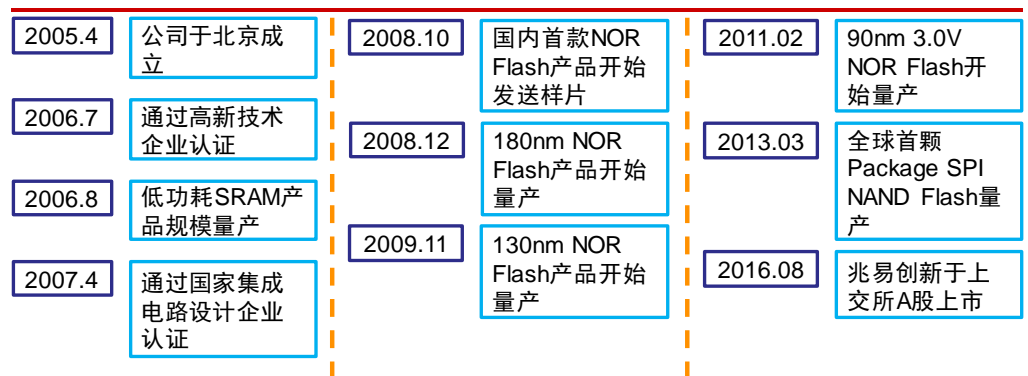 2005.4
公司于北京成
立
2006.7
通过高新技术
企业认证
2006.8
低功耗SRAM产
品规模量产
2007.4
通过国家集成
电路设计企业
认证
2008.10
国内首款NOR
Flash产品开始
发送样片
2008.12
180nm NOR
Flash产品开始
量产
2009.11
130nm NOR
Flash产品开始
量产
2011.02
90nm 3.0V
NOR Flash开
始量产
2013.03
全球首颗
Package SPI
NAND Flash量
产
2016.08
兆易创新于上
交所A股上市